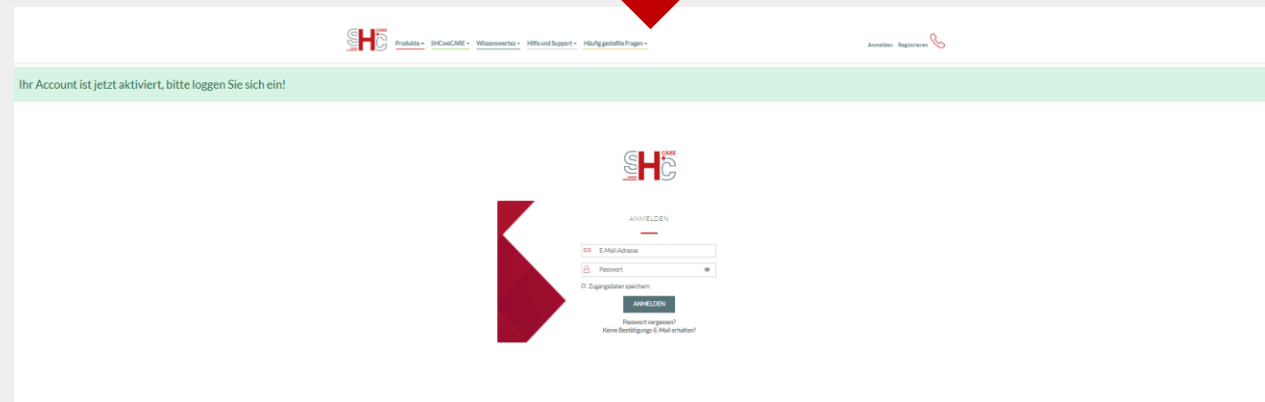 SHC CARE
Produkte SHCweCARE Wissenswertes Hilfe und Support Häufig gestellte Fragen
Anmelden Registrieren
Ihr Account ist jetzt aktiviert, bitte loggen Sie sich ein!
SHC CARE
ANMELDEN
E-Mail-Adresse
Passwort
Zugangsdaten speichern
ANMELDEN
Passwort vergessen?
Keine Bestätigungs-E-Mail erhalten?